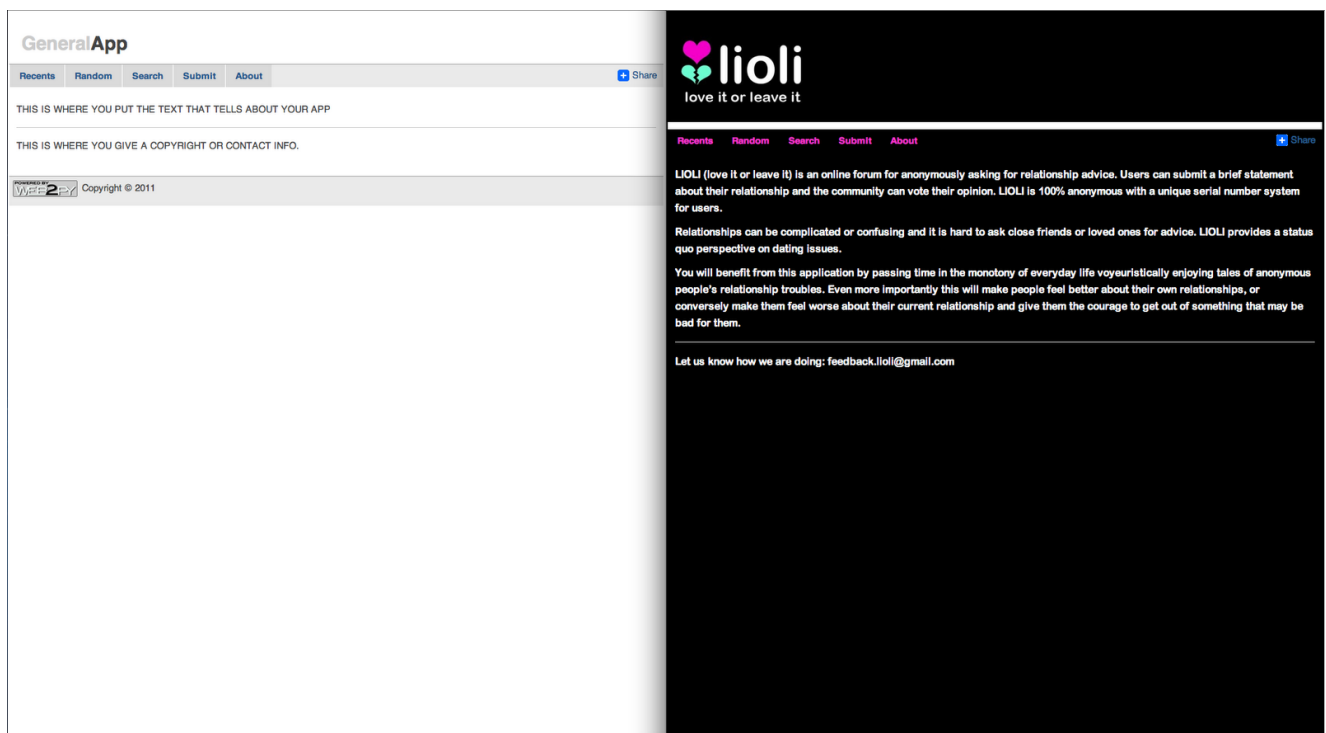 GeneralApp
Recents Random Search Submit About Share
THIS IS WHERE YOU PUT THE TEXT THAT TELLS ABOUT YOUR APP
THIS IS WHERE YOU GIVE A COPYRIGHT OR CONTACT INFO.
POWERED BY
WEB2PY Copyright © 2011
lioli
love it or leave it
Recents Random Search Submit About Share
LIOLI (love it or leave it) is an online forum for anonymously asking for relationship advice. Users can submit a brief statement
about their relationship and the community can vote their opinion. LIOLI is 100% anonymous with a unique serial number system
for users.
Relationships can be complicated or confusing and it is hard to ask close friends or loved ones for advice. LIOLI provides a status
quo perspective on dating issues.
You will benefit from this application by passing time in the monotony of everyday life voyeuristically enjoying tales of anonymous
people's relationship troubles. Even more importantly this will make people feel better about their own relationships, or
conversely make them feel worse about their current relationship and give them the courage to get out of something that may be
bad for them.
Let us know how we are doing: feedback.lioli@gmail.com